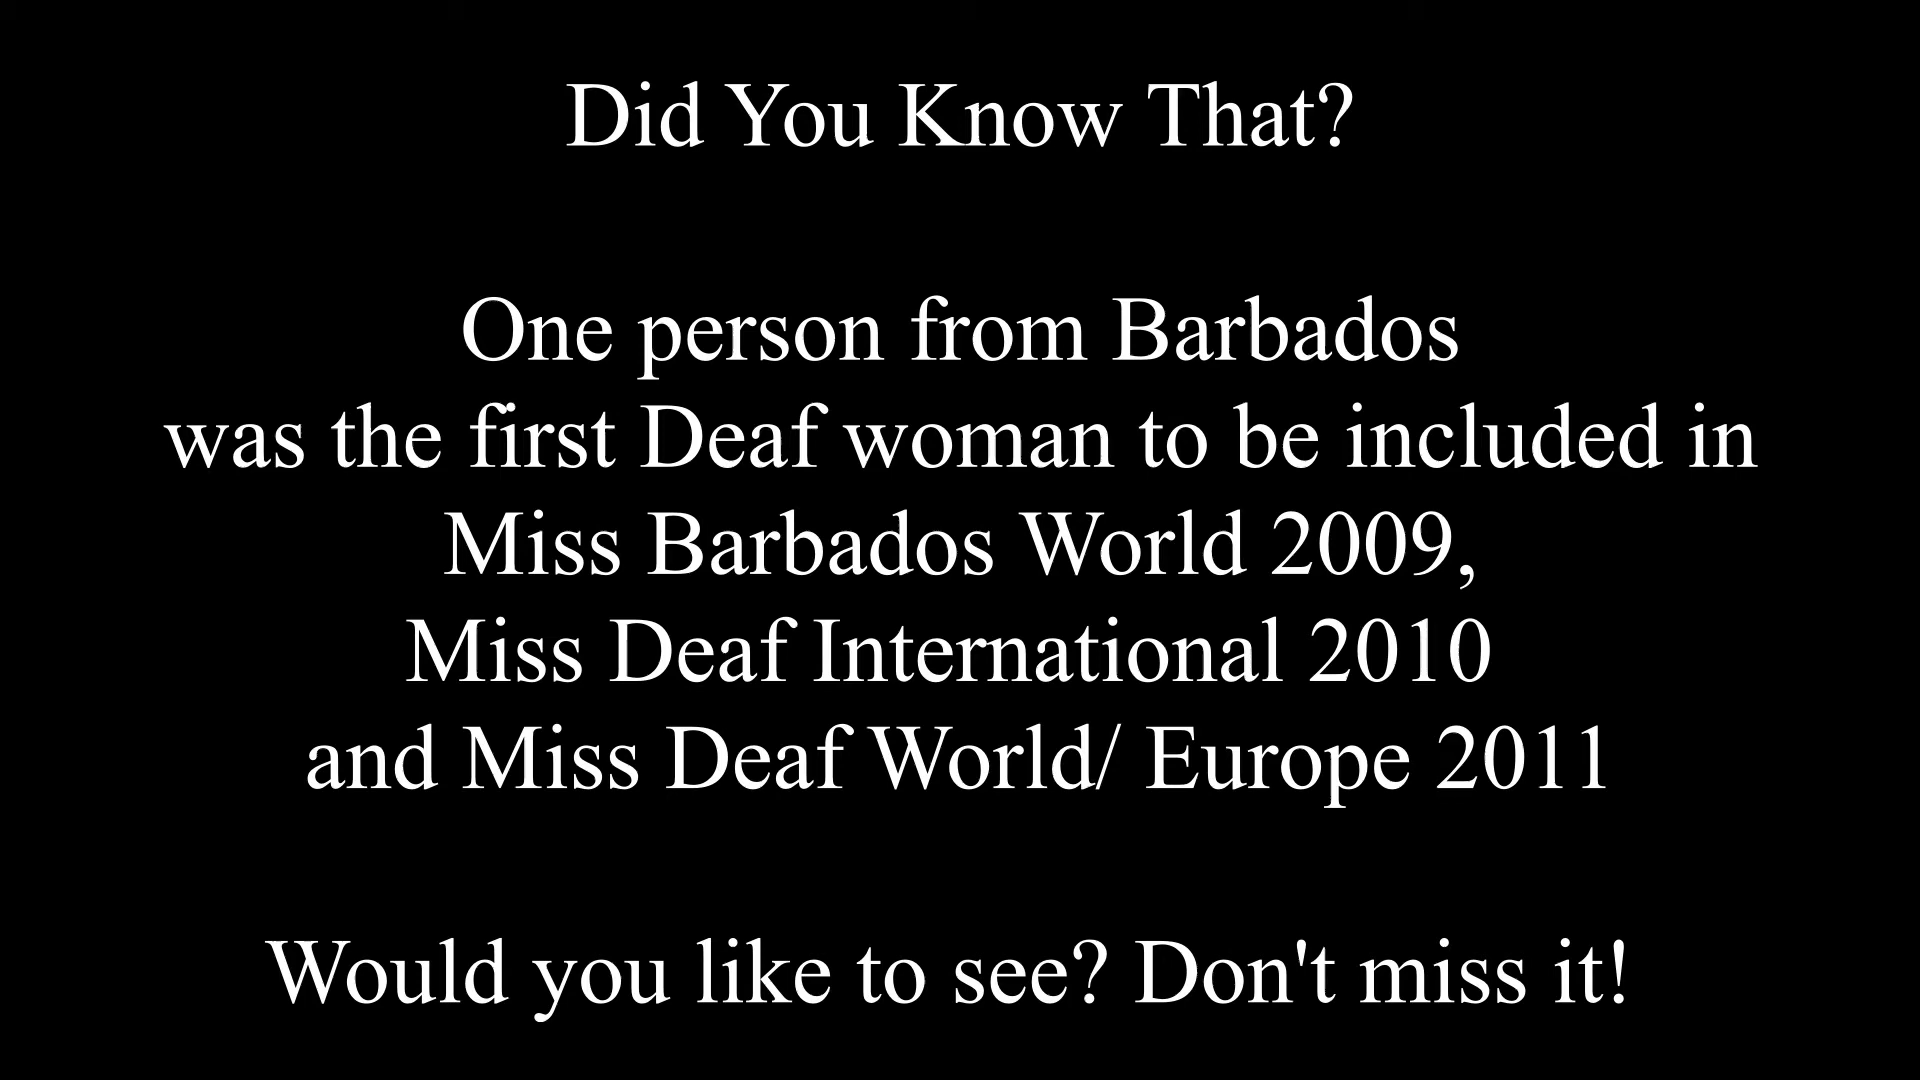 Did You Know That?
One person from Barbados
was the first Deaf woman to be included in
Miss Barbados World 2009,
Miss Deaf International 2010
and Miss Deaf World/ Europe 2011
Would you like to see? Don't miss it!